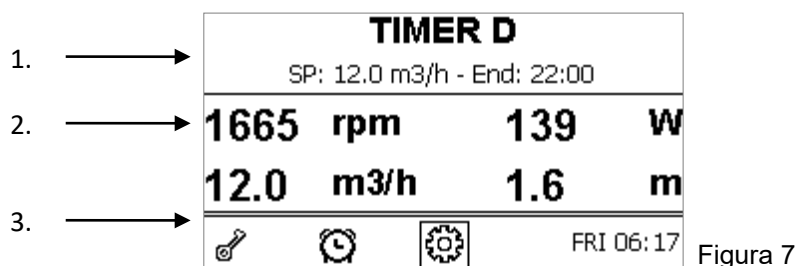 TIMER D
1. SP: 12.0 m3/h - End: 22:00
2. 1665 rpm 139 W
12.0 m3/h 1.6 m
3.
FRI 06:17 Figura 7